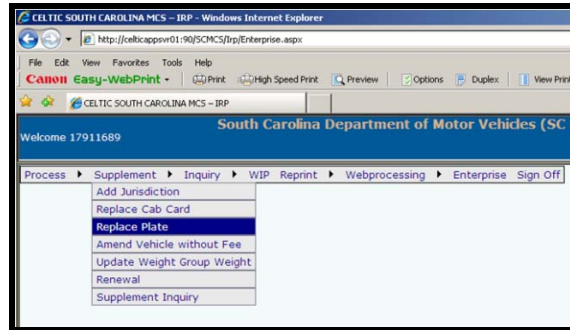 CELTIC SOUTH CAROLINA MCS – IRP - Windows Internet Explorer
http://celticappsvr01:90/SCMCS/Irp/Enterprise.aspx
File Edit View Favorites Tools Help
Canon Easy-WebPrint Print High Speed Print Preview Options Duplex View Prin
CELTIC SOUTH CAROLINA MCS – IRP
South Carolina Department of Motor Vehicles (SC
Welcome 17911689
Process Supplement Inquiry WIP Reprint Webprocessing Enterprise Sign Off
Add Jurisdiction
Replace Cab Card
Replace Plate
Amend Vehicle without Fee
Update Weight Group Weight
Renewal
Supplement Inquiry